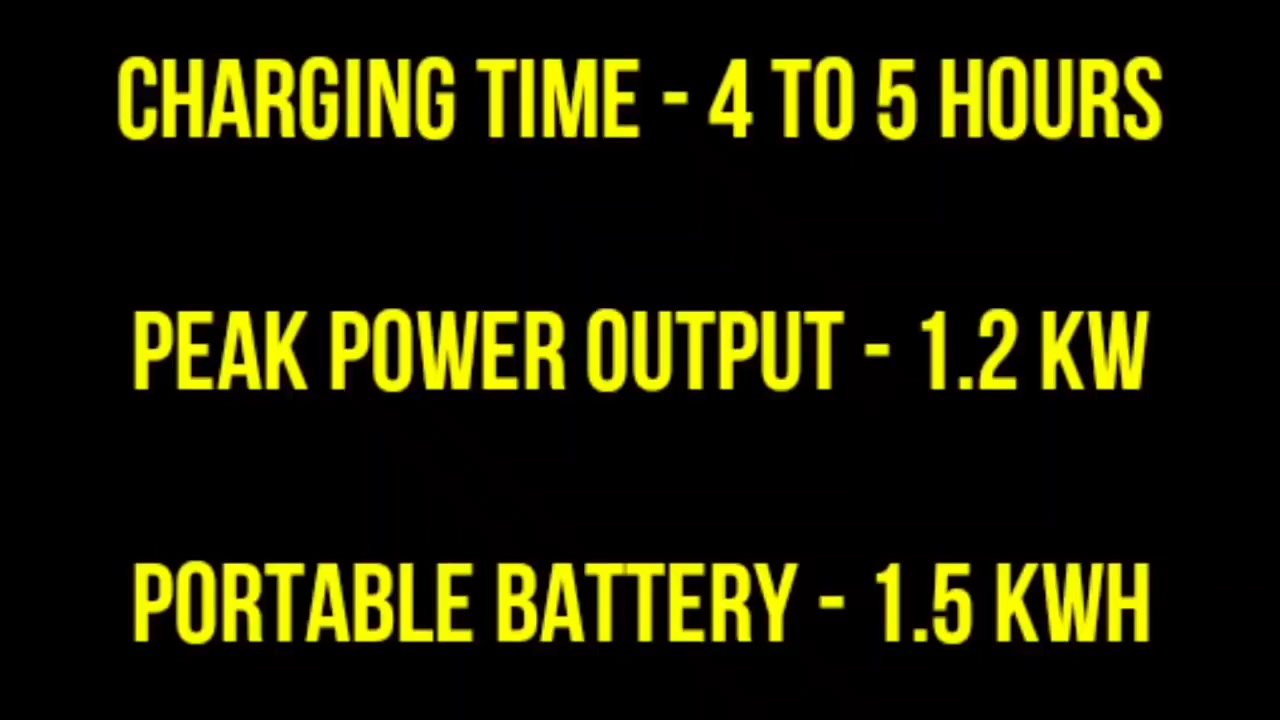 CHARGING TIME - 4 TO 5 HOURS
PEAK POWER OUTPUT - 1.2 KW
PORTABLE BATTERY - 1.5 KWH